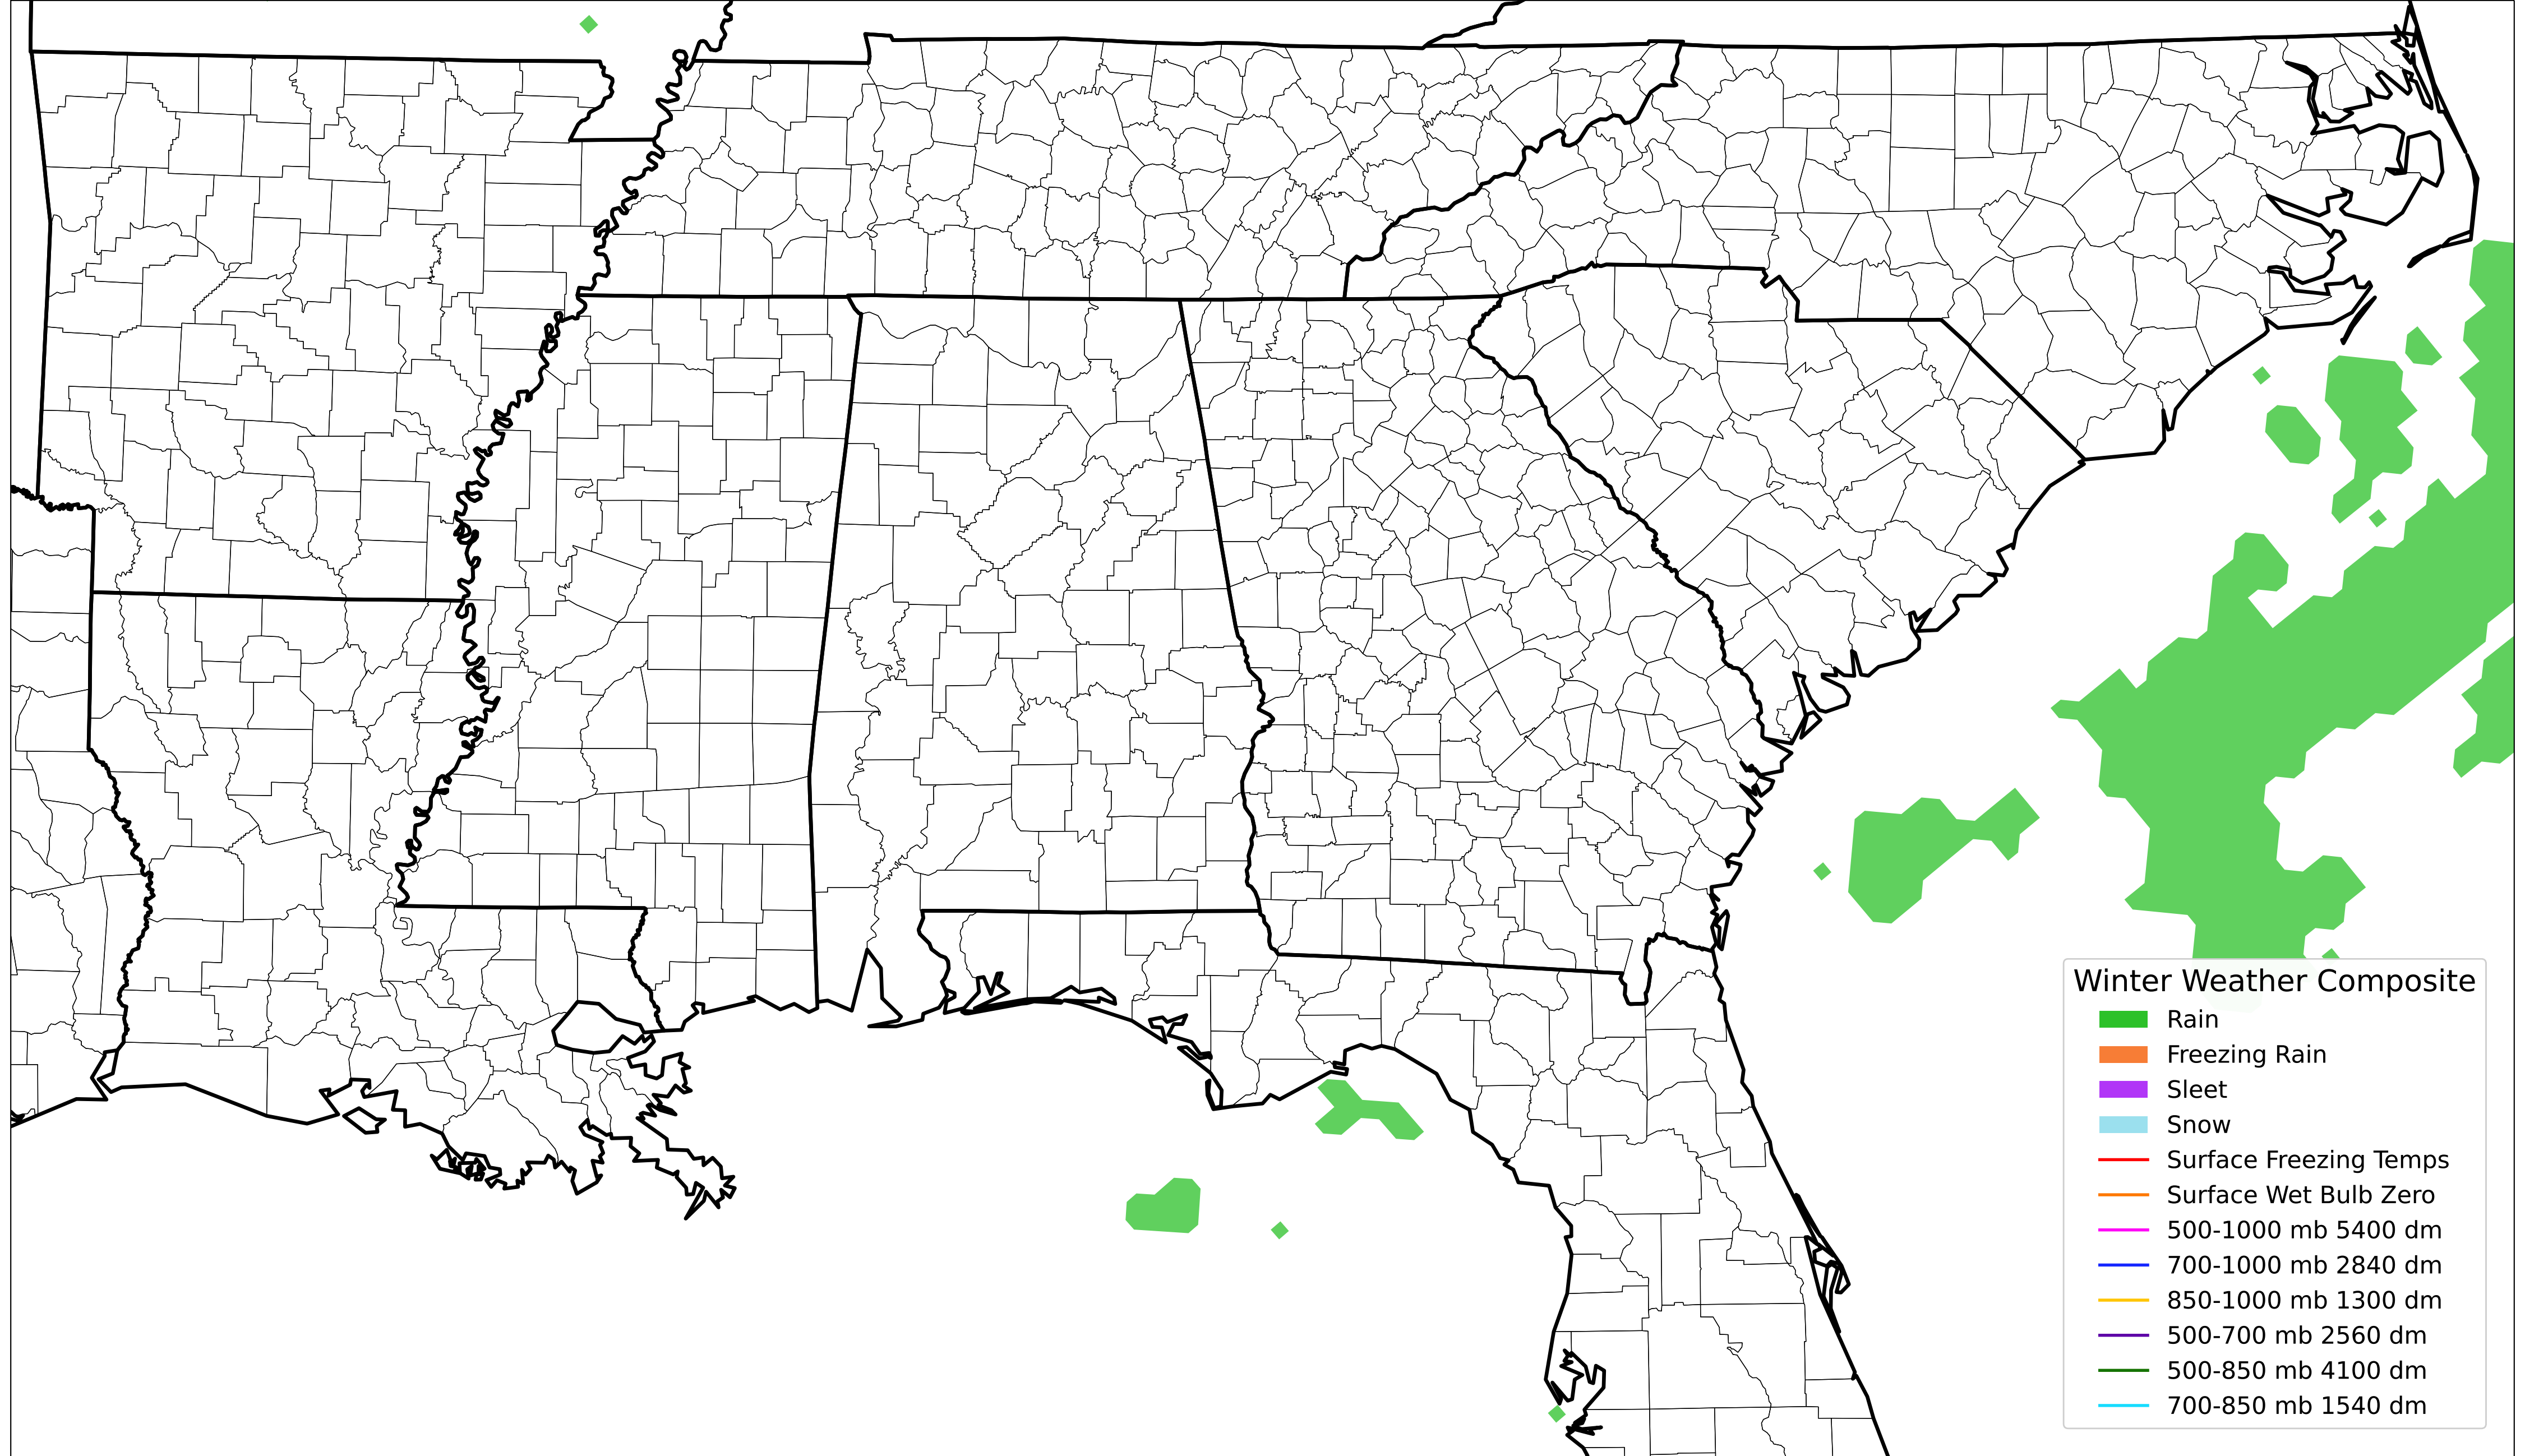 Winter Weather Composite
Rain
Freezing Rain
Sleet
Snow
Surface Freezing Temps
Surface Wet Bulb Zero
500-1000 mb 5400 dm
700-1000 mb 2840 dm
850-1000 mb 1300 dm
500-700 mb 2560 dm
500-850 mb 4100 dm
700-850 mb 1540 dm